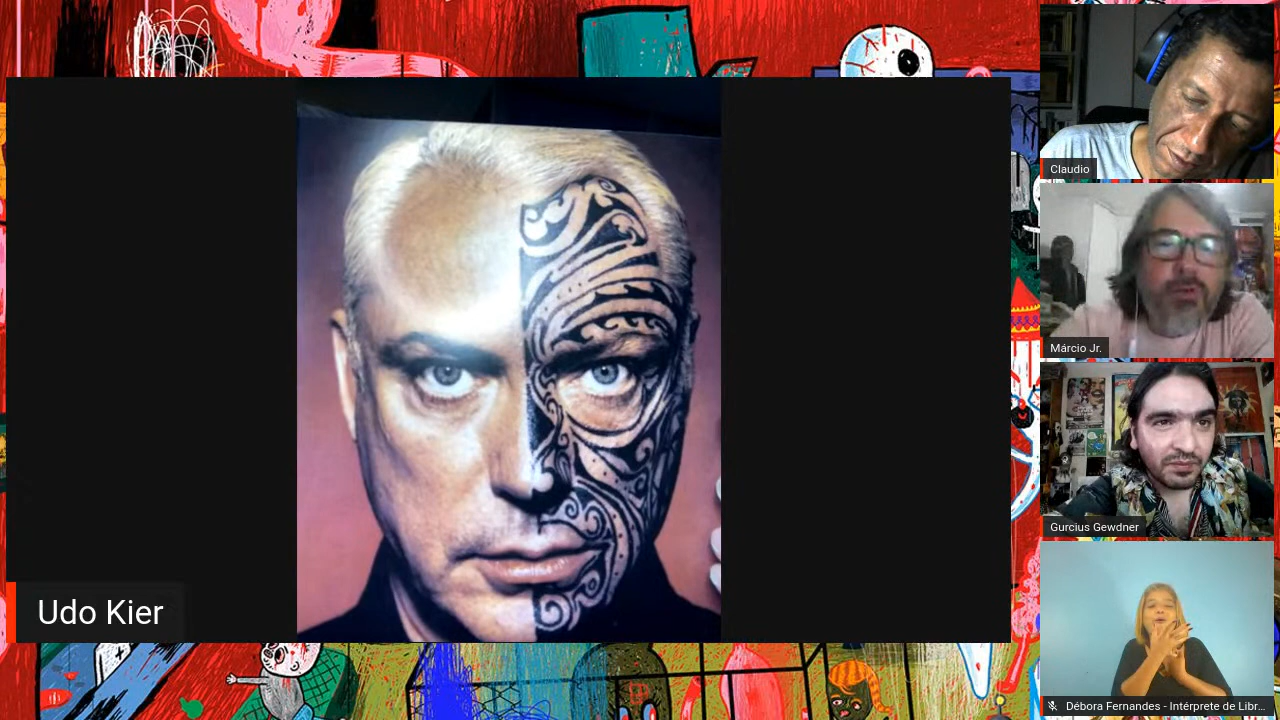 Udo Kier
Claudio
Márcio Jr.
Gurcius Gewdner
Débora Fernandes - Intérprete de Libr...